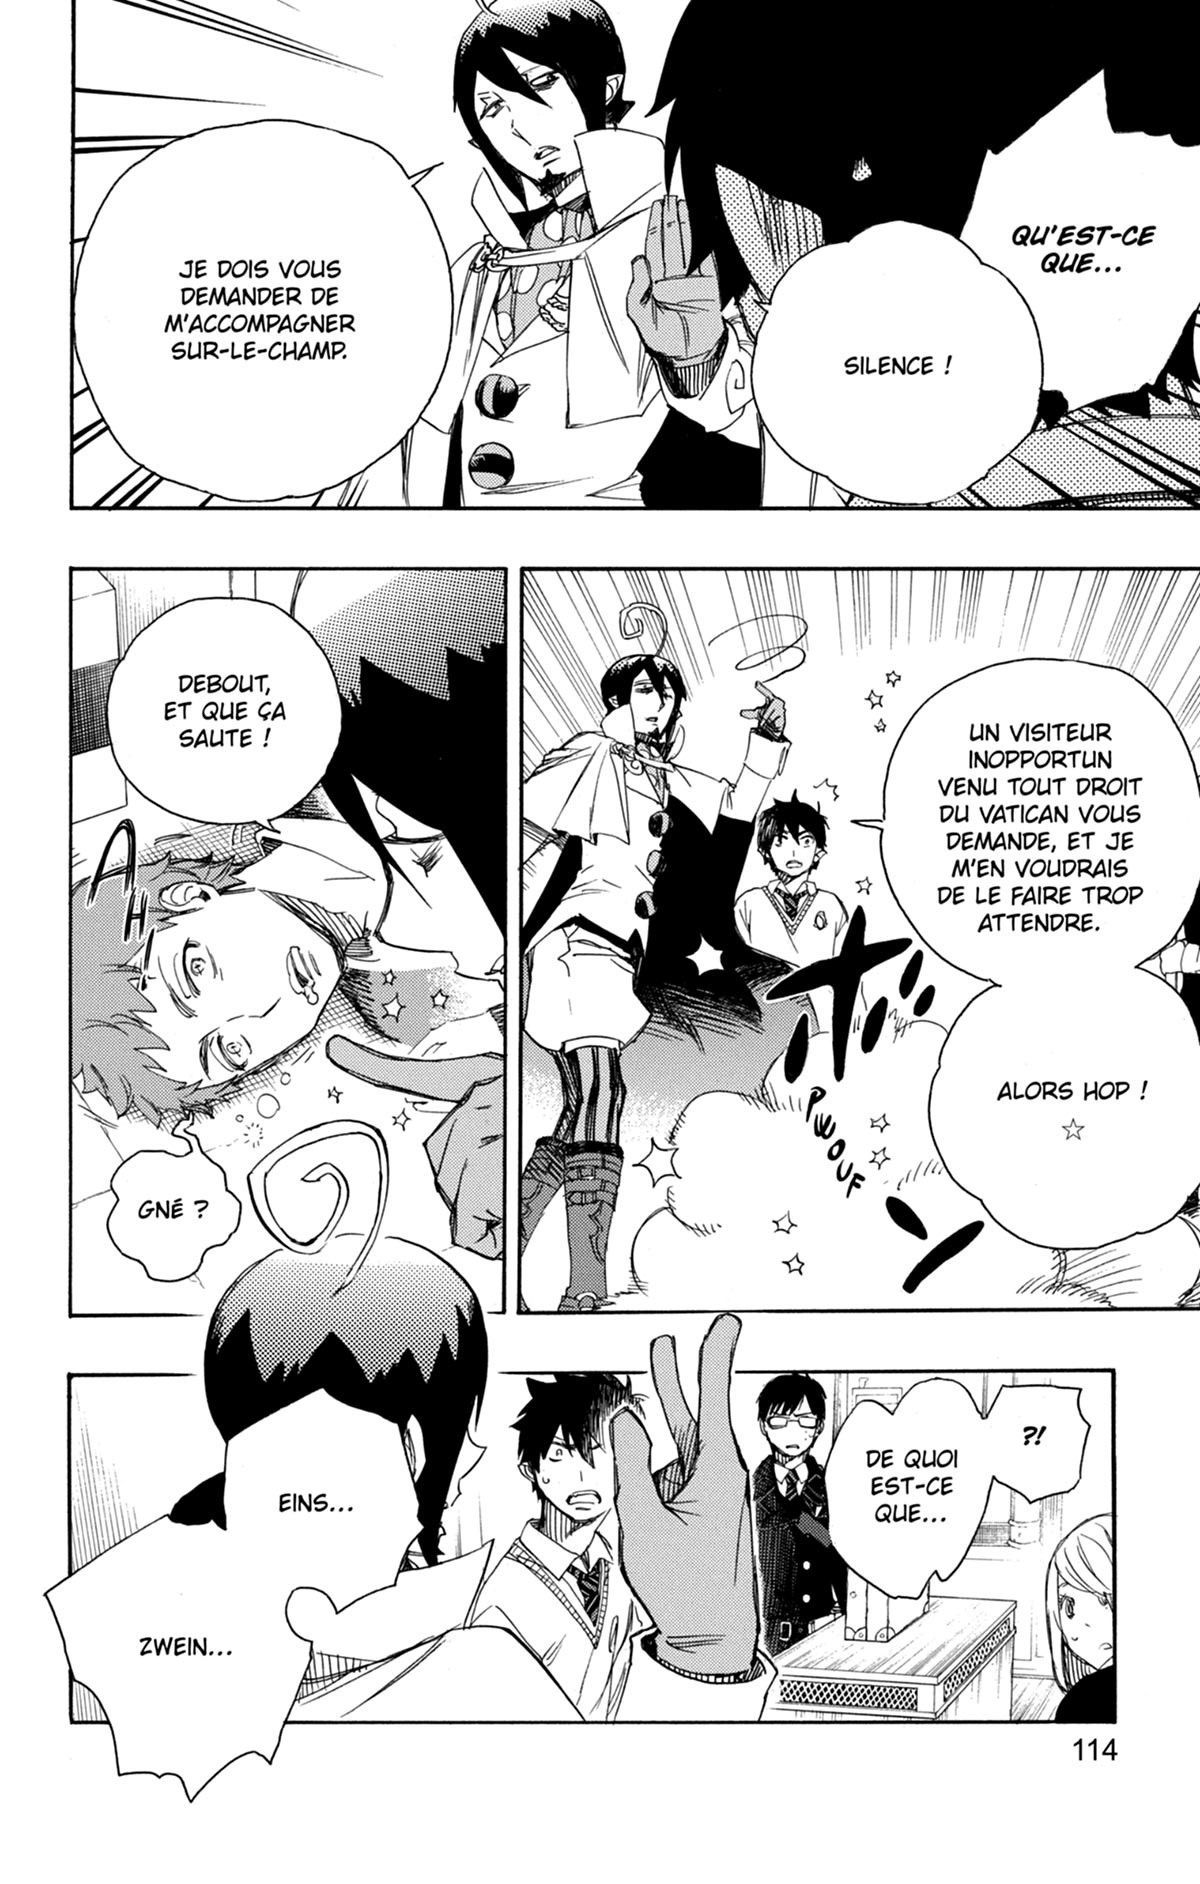 QU'EST-CE
QUE...
SILENCE !
JE DOIS VOUS
DEMANDER DE
M'ACCOMPAGNER
SUR-LE-CHAMP.
UN VISITEUR
INOPPORTUN
VENU TOUT DROIT
DU VATICAN VOUS
DEMANDE, ET JE
M'EN VOUDRAIS
DE LE FAIRE TROP
ATTENDRE.
ALORS HOP !
☆
PWOUF
DEBOUT,
ET QUE ÇA
SAUTE !
GNÉ ?
?!
DE QUOI
EST-CE
QUE...
EINS...
ZWEIN...
114